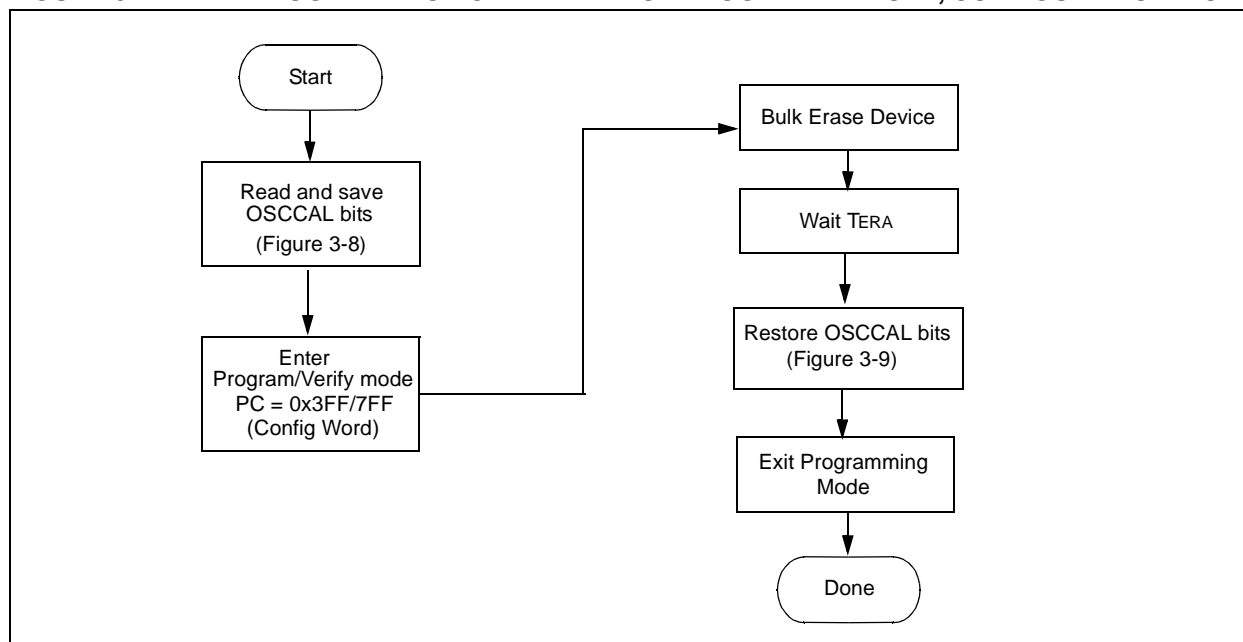 Start
Read and save
OSCCAL bits
(Figure 3-8)
Enter
Program/Verify mode
PC = 0x3FF/7FF
(Config Word)
Bulk Erase Device
Wait TERA
Restore OSCCAL bits
(Figure 3-9)
Exit Programming
Mode
Done